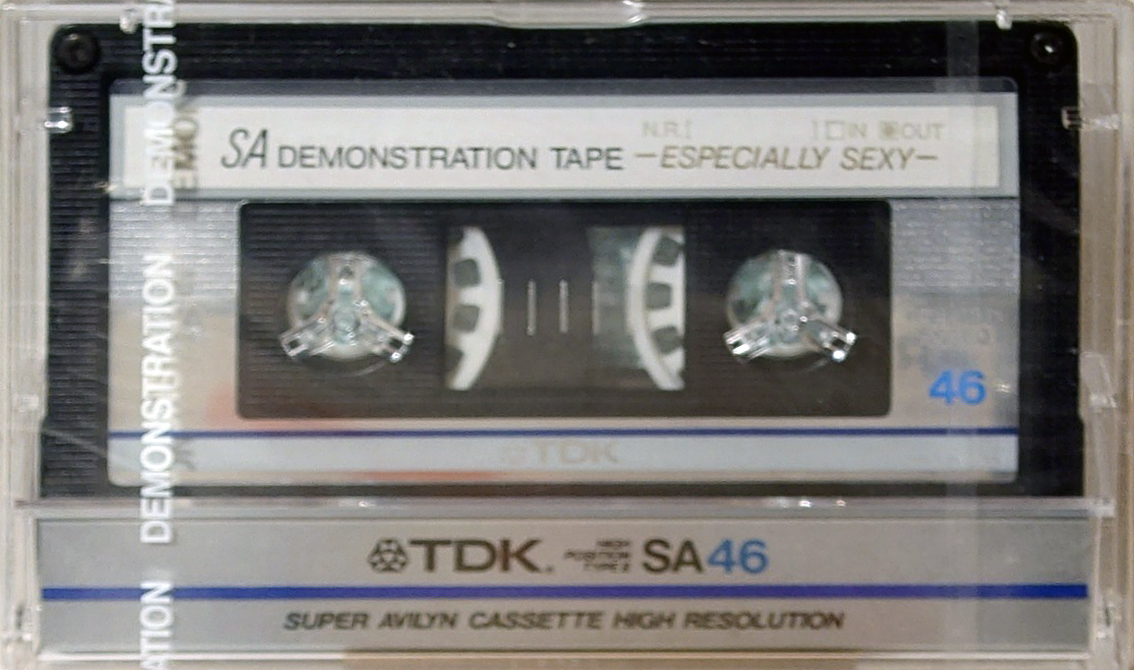 N.R.
IN OUT
SA DEMONSTRATION TAPE —ESPECIALLY SEXY—
46
TDK
TDK. HIGH POSITION TYPE II SA46
SUPER AVILYN CASSETTE HIGH RESOLUTION
DEMONSTRATION
DEMONSTRATION
ATION